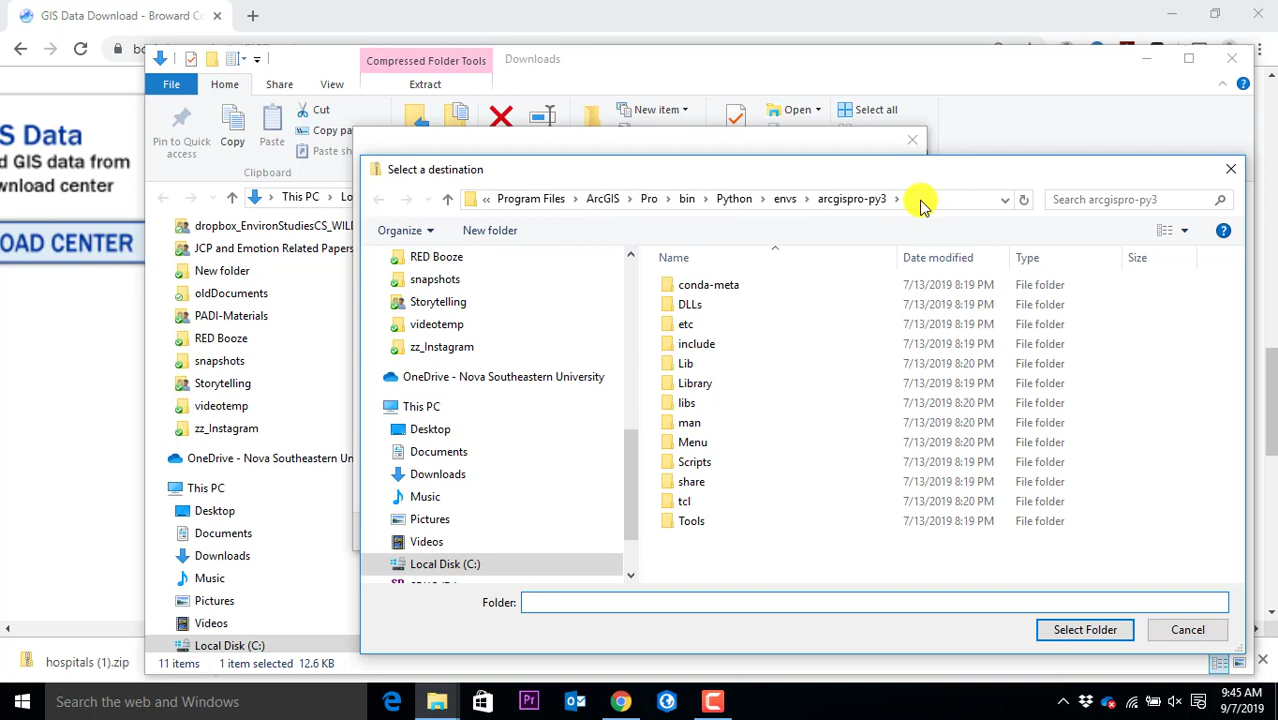 GIS Data Download - Broward Co
Compressed Folder Tools
Downloads
File
Home
Share
View
Extract
Pin to Quick access
Copy
Paste
Cut
Copy pa
Paste sh
Clipboard
New item
Open
Select all
S Data
d GIS data from
wnload center
OAD CENTER
This PC
Lo
dropbox_EnvironStudiesCS_WILD
JCP and Emotion Related Papers
New folder
oldDocuments
PADI-Materials
RED Booze
snapshots
Storytelling
videotemp
zz_Instagram
OneDrive - Nova Southeastern Un
This PC
Desktop
Documents
Downloads
Music
Pictures
Videos
Local Disk (C:)
11 items
1 item selected 12.6 KB
Select a destination
« Program Files > ArcGIS > Pro > bin > Python > envs > arcgispro-py3 >
Search arcgispro-py3
Organize
New folder
RED Booze
snapshots
Storytelling
videotemp
zz_Instagram
OneDrive - Nova Southeastern University
This PC
Desktop
Documents
Downloads
Music
Pictures
Videos
Local Disk (C:)
Name Date modified Type Size
conda-meta 7/13/2019 8:19 PM File folder
DLLs 7/13/2019 8:19 PM File folder
etc 7/13/2019 8:19 PM File folder
include 7/13/2019 8:19 PM File folder
Lib 7/13/2019 8:19 PM File folder
Library 7/13/2019 8:19 PM File folder
libs 7/13/2019 8:20 PM File folder
man 7/13/2019 8:20 PM File folder
Menu 7/13/2019 8:20 PM File folder
Scripts 7/13/2019 8:19 PM File folder
share 7/13/2019 8:19 PM File folder
tcl 7/13/2019 8:20 PM File folder
Tools 7/13/2019 8:19 PM File folder
Folder:
Select Folder
Cancel
hospitals (1).zip
Search the web and Windows
9:45 AM
9/7/2019